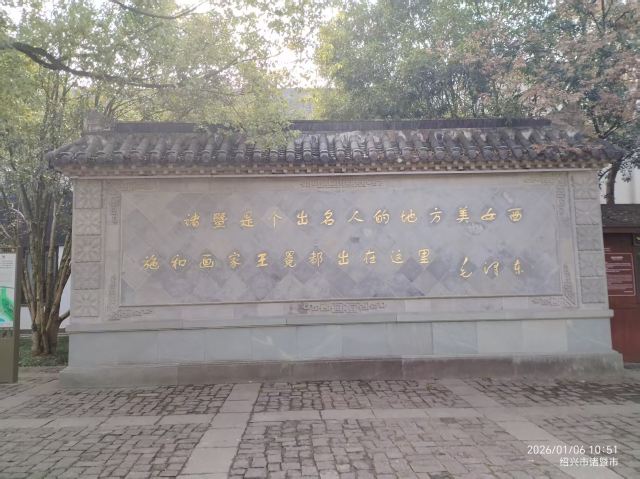 诸暨是个出名人的地方美女西
施和画家王冕都出在这里 毛泽东
2026/01/06 10:51
绍兴市诸暨市